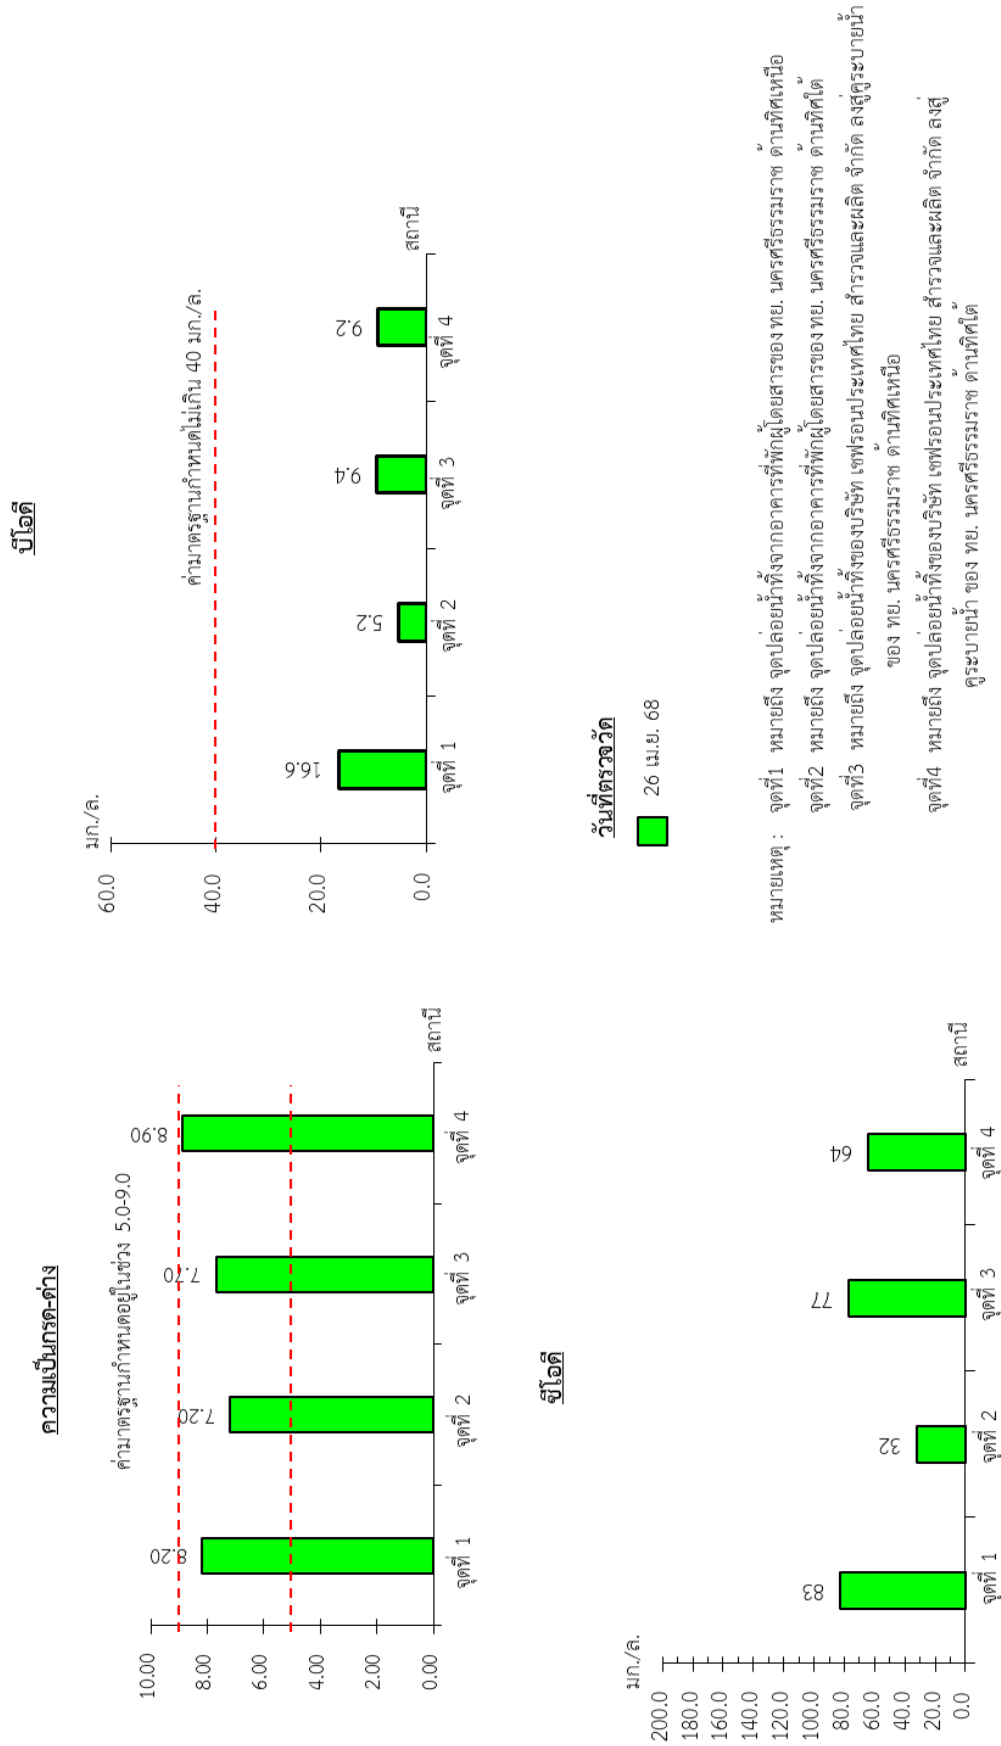 ความเป็นกรด-ด่าง
ค่ามาตรฐานกำหนดอยู่ในช่วง 5.0-9.0
10.00
8.00
6.00
4.00
2.00
0.00
8.20
7.20
7.70
8.90
จุดที่ 1
จุดที่ 2
จุดที่ 3
จุดที่ 4
สถานี
บีโอดี
มก./ล.
ค่ามาตรฐานกำหนดไม่เกิน 40 มก./ล.
60.0
40.0
20.0
0.0
16.6
5.2
9.4
9.2
จุดที่ 1
จุดที่ 2
จุดที่ 3
จุดที่ 4
สถานี
ซีโอดี
มก./ล.
200.0
180.0
160.0
140.0
120.0
100.0
80.0
60.0
40.0
20.0
0.0
83
32
77
64
จุดที่ 1
จุดที่ 2
จุดที่ 3
จุดที่ 4
สถานี
วันที่ตรวจวัด
26 เม.ย. 68
หมายเหตุ : จุดที่1 หมายถึง จุดปล่อยน้ำทิ้งจากอาคารที่พักผู้โดยสารของ ทย. นครศรีธรรมราช ด้านทิศเหนือ
จุดที่2 หมายถึง จุดปล่อยน้ำทิ้งจากอาคารที่พักผู้โดยสารของ ทย. นครศรีธรรมราช ด้านทิศใต้
จุดที่3 หมายถึง จุดปล่อยน้ำทิ้งของบริษัท เชฟรอนประเทศไทย สำรวจและผลิต จำกัด ลงสู่คูระบายน้ำ
ของ ทย. นครศรีธรรมราช ด้านทิศเหนือ
จุดที่4 หมายถึง จุดปล่อยน้ำทิ้งของบริษัท เชฟรอนประเทศไทย สำรวจและผลิต จำกัด ลงสู่
คูระบายน้ำ ของ ทย. นครศรีธรรมราช ด้านทิศใต้